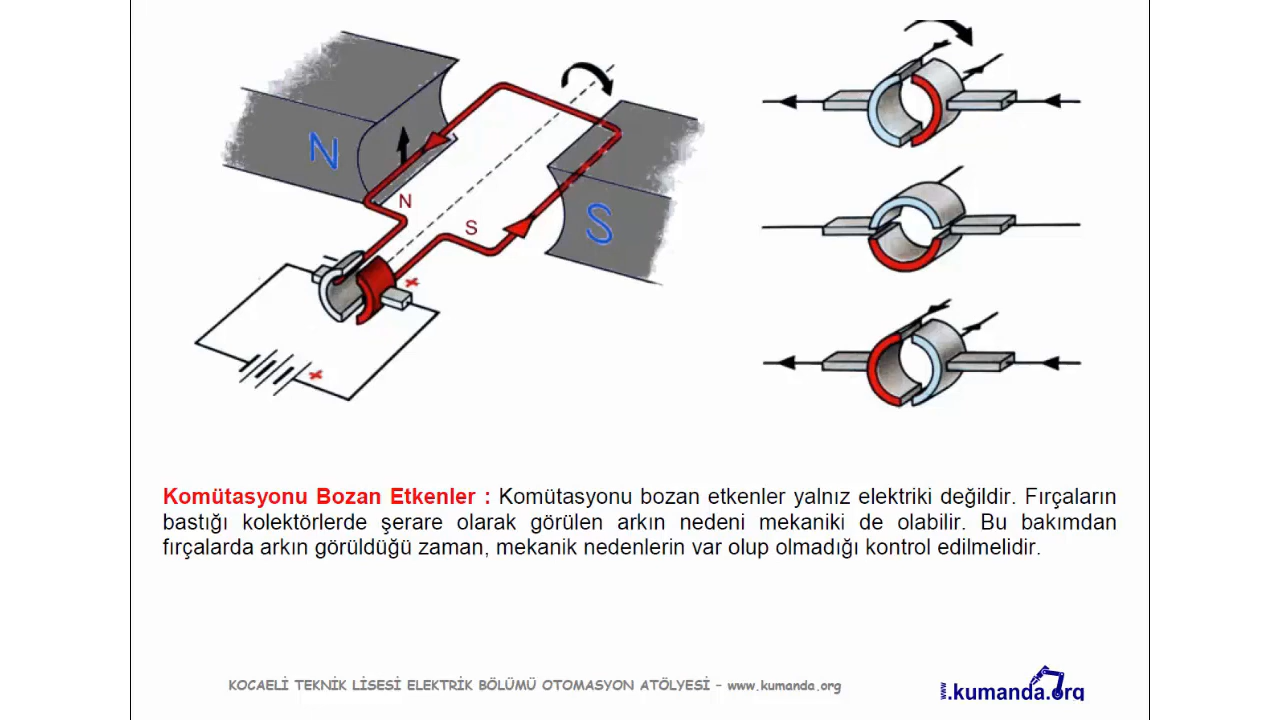 N
N
S
S
+
+
Komütasyonu Bozan Etkenler : Komütasyonu bozan etkenler yalnız elektriki değildir. Fırçaların
bastığı kolektörlerde şerare olarak görülen arkın nedeni mekaniki de olabilir. Bu bakımdan
fırçalarda arkın görüldüğü zaman, mekanik nedenlerin var olup olmadığı kontrol edilmelidir.
KOCAELİ TEKNİK LİSESİ ELEKTRİK BÖLÜMÜ OTOMASYON ATÖLYESİ – www.kumanda.org
www.kumanda.org